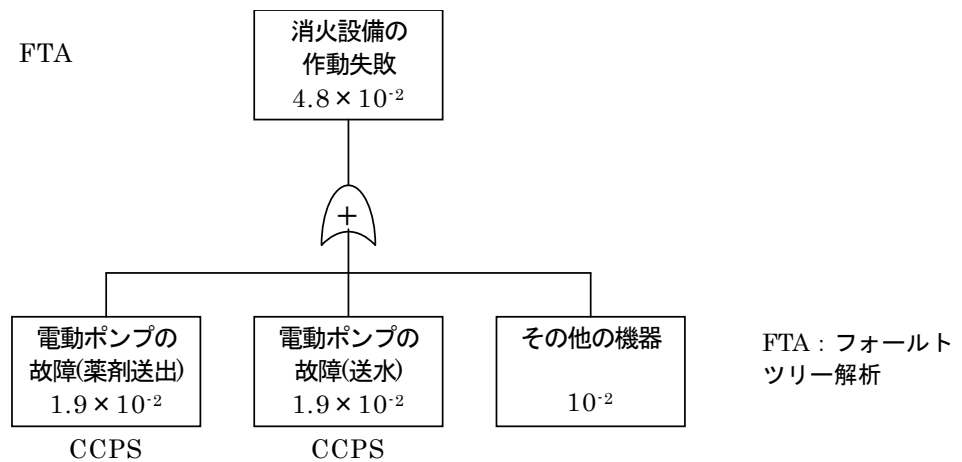 FTA
消火設備の
作動失敗
4.8×10⁻²
+
電動ポンプの
故障(薬剤送出)
1.9×10⁻²
CCPS
電動ポンプの
故障(送水)
1.9×10⁻²
CCPS
その他の機器
10⁻²
FTA：フォールト
ツリー解析